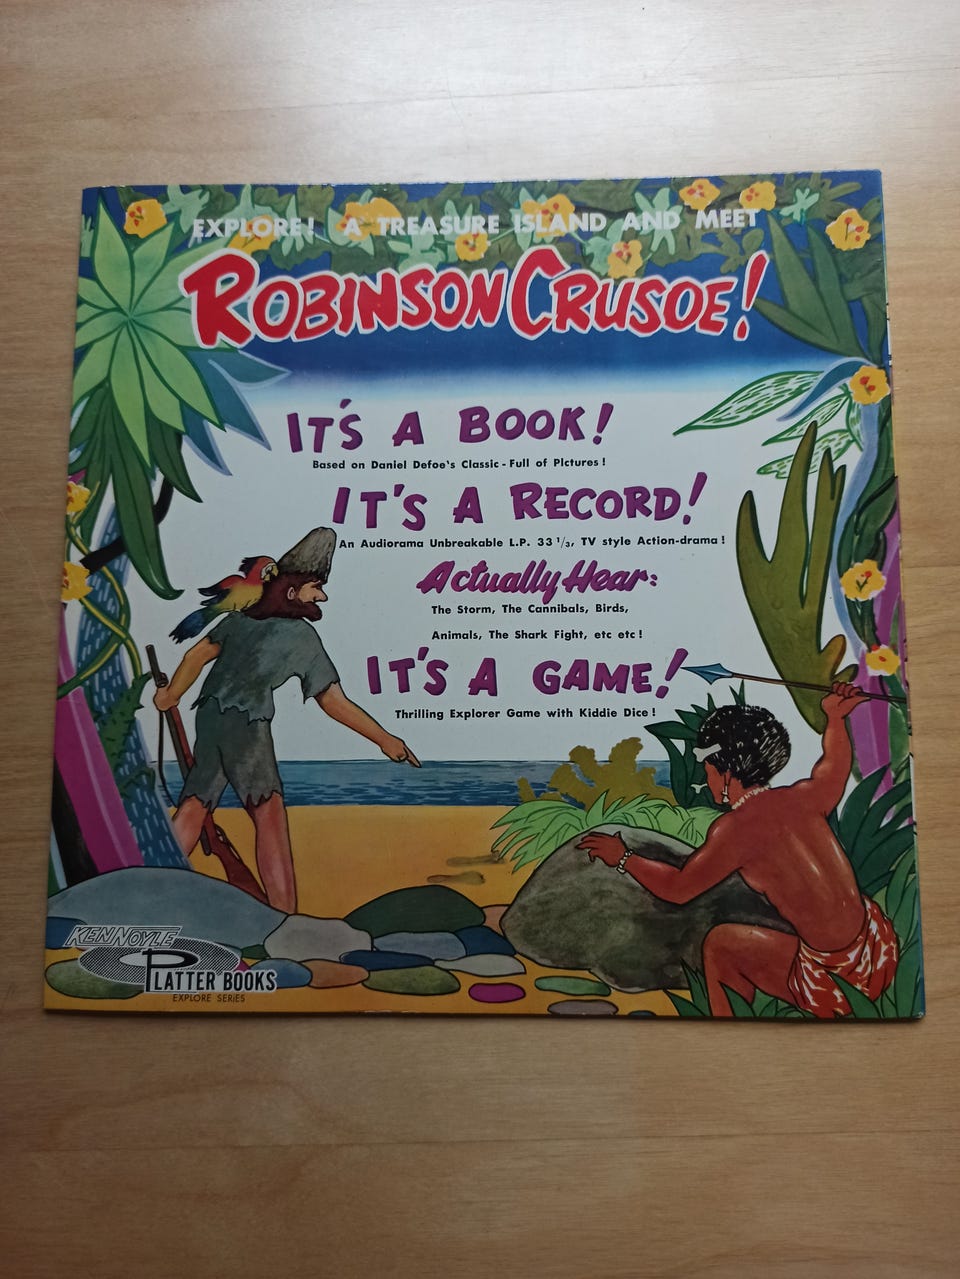 EXPLORE! A TREASURE ISLAND AND MEET
ROBINSON CRUSOE!
IT'S A BOOK!
Based on Daniel Defoe's Classic - Full of Pictures!
IT'S A RECORD!
An Audiorama Unbreakable L.P. 33 1/3, TV style Action-drama!
Actually Hear:
The Storm, The Cannibals, Birds,
Animals, The Shark Fight, etc etc!
IT'S A GAME!
Thrilling Explorer Game with Kiddie Dice!
KENNOYLE
PLATTER BOOKS
EXPLORE SERIES